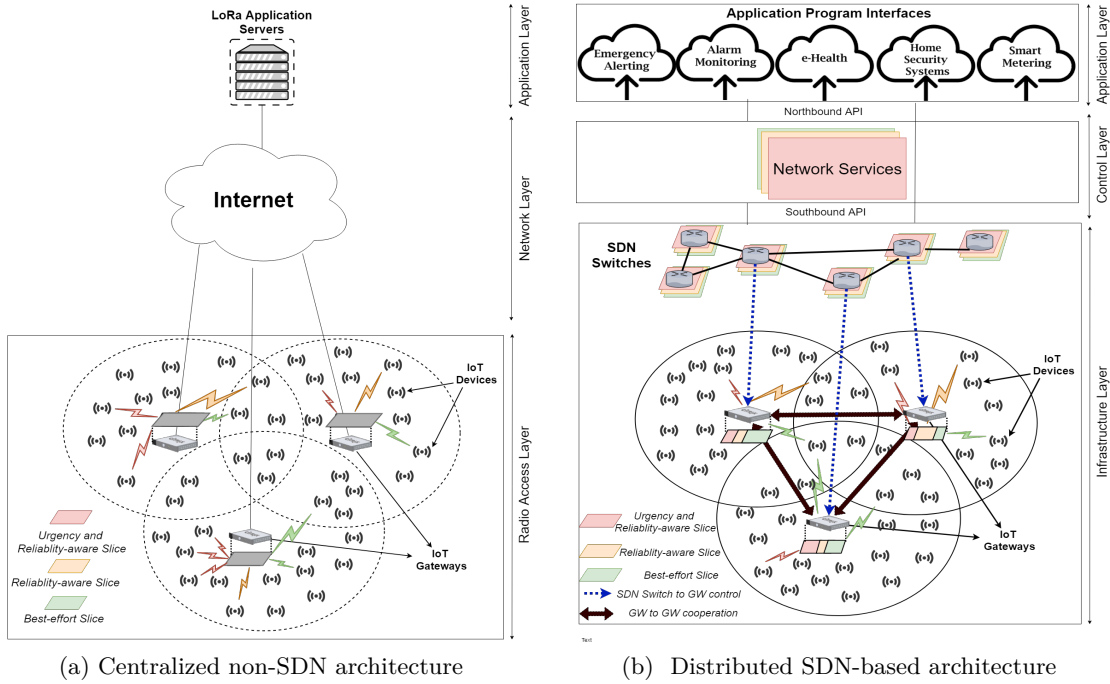 LoRa Application
Servers
Application Layer
Internet
Network Layer
IoT
Devices
Radio Access Layer
Urgency and
Reliablity-aware Slice
Reliablity-aware Slice
Best-effort Slice
IoT
Gateways
(a) Centralized non-SDN architecture
Application Program Interfaces
Emergency
Alerting
Alarm
Monitoring
e-Health
Home
Security
Systems
Smart
Metering
Application Layer
Northbound API
Network Services
Control Layer
Southbound API
SDN
Switches
IoT
Devices
Infrastructure Layer
Urgency and
Reliablity-aware Slice
Reliablity-aware Slice
Best-effort Slice
SDN Switch to GW control
GW to GW cooperation
IoT
Gateways
Text
(b) Distributed SDN-based architecture